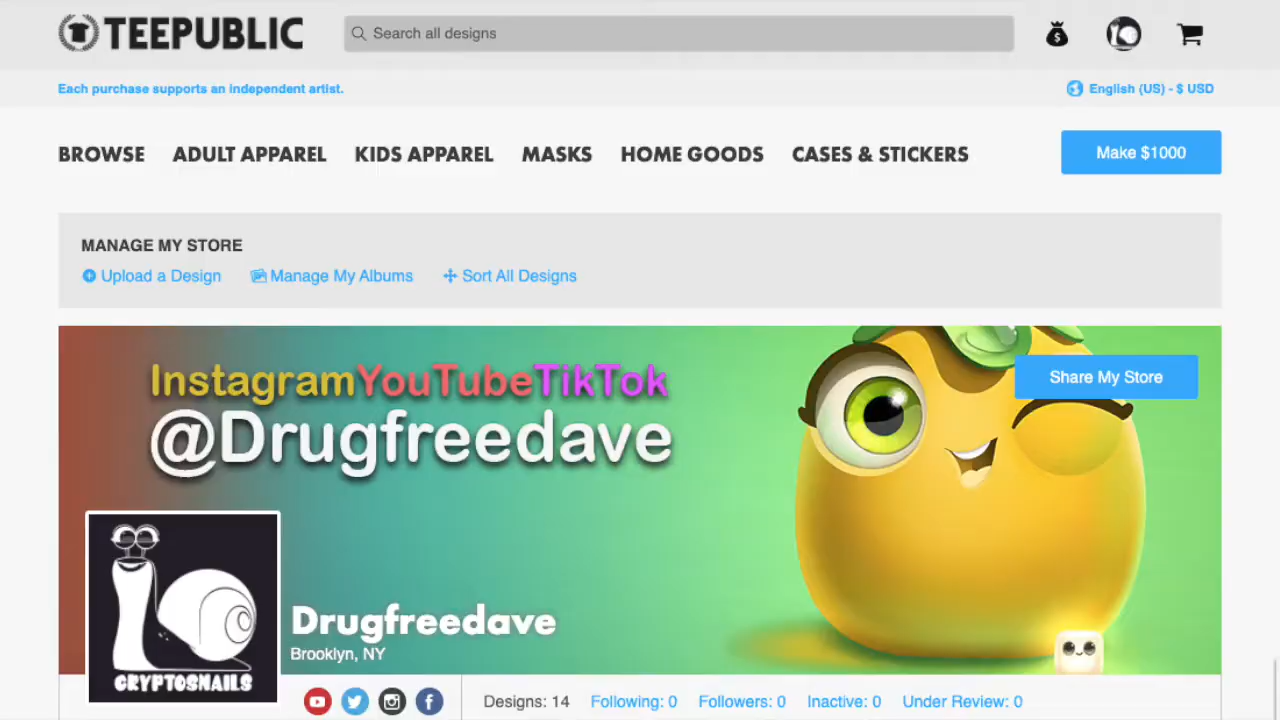 TEEPUBLIC
Search all designs
Each purchase supports an independent artist.
English (US) - $ USD
BROWSE ADULT APPAREL KIDS APPAREL MASKS HOME GOODS CASES & STICKERS
Make $1000
MANAGE MY STORE
Upload a Design Manage My Albums Sort All Designs
InstagramYouTubeTikTok
@Drugfreedave
Share My Store
CRYPTOSNAILS
Drugfreedave
Brooklyn, NY
Designs: 14 Following: 0 Followers: 0 Inactive: 0 Under Review: 0